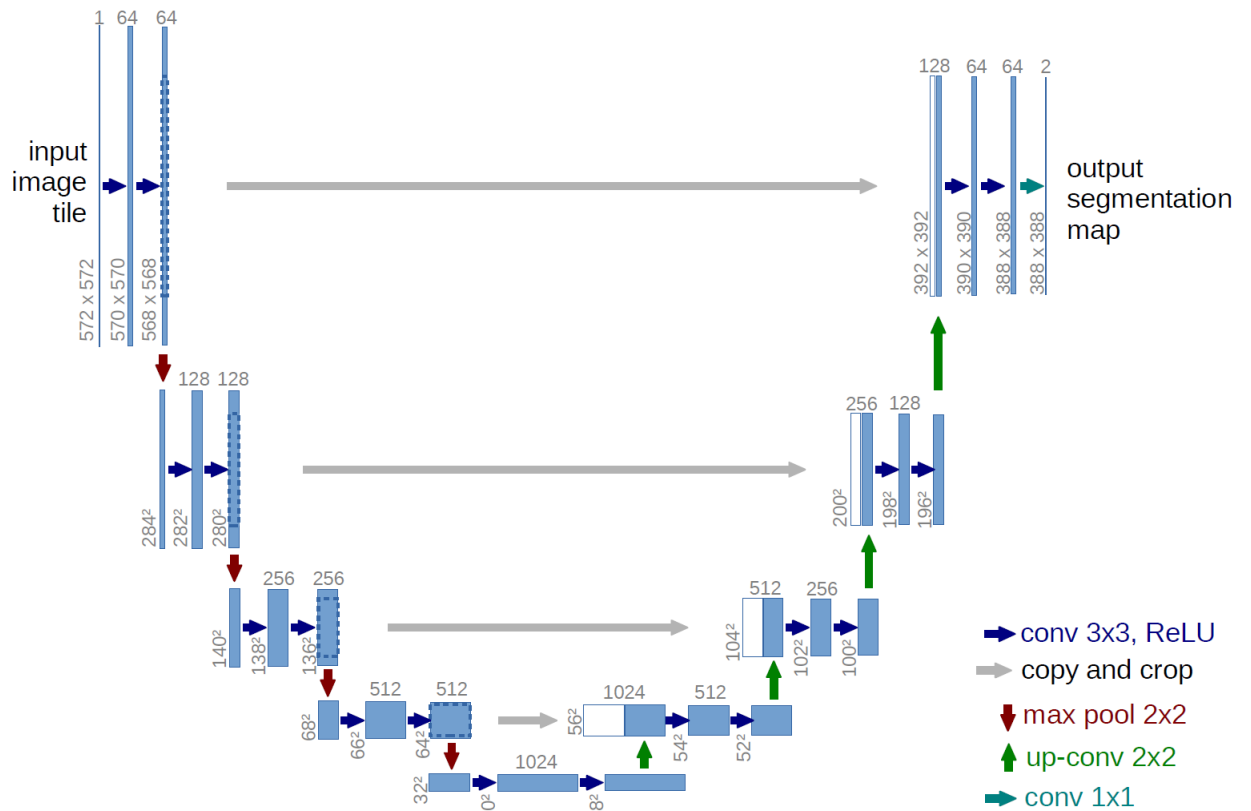 1 64 64
128 64 64 2
input
image
tile
output
segmentation
map
572 x 572
570 x 570
568 x 568
392 x 392
390 x 390
388 x 388
388 x 388
128 128
256 128
284²
282²
280²
200²
198²
196²
256 256
512 256
140²
138²
136²
104²
102²
100²
512 512
1024 512
68²
66²
64²
56²
54²
52²
1024
32²
0²
8²
conv 3x3, ReLU
copy and crop
max pool 2x2
up-conv 2x2
conv 1x1